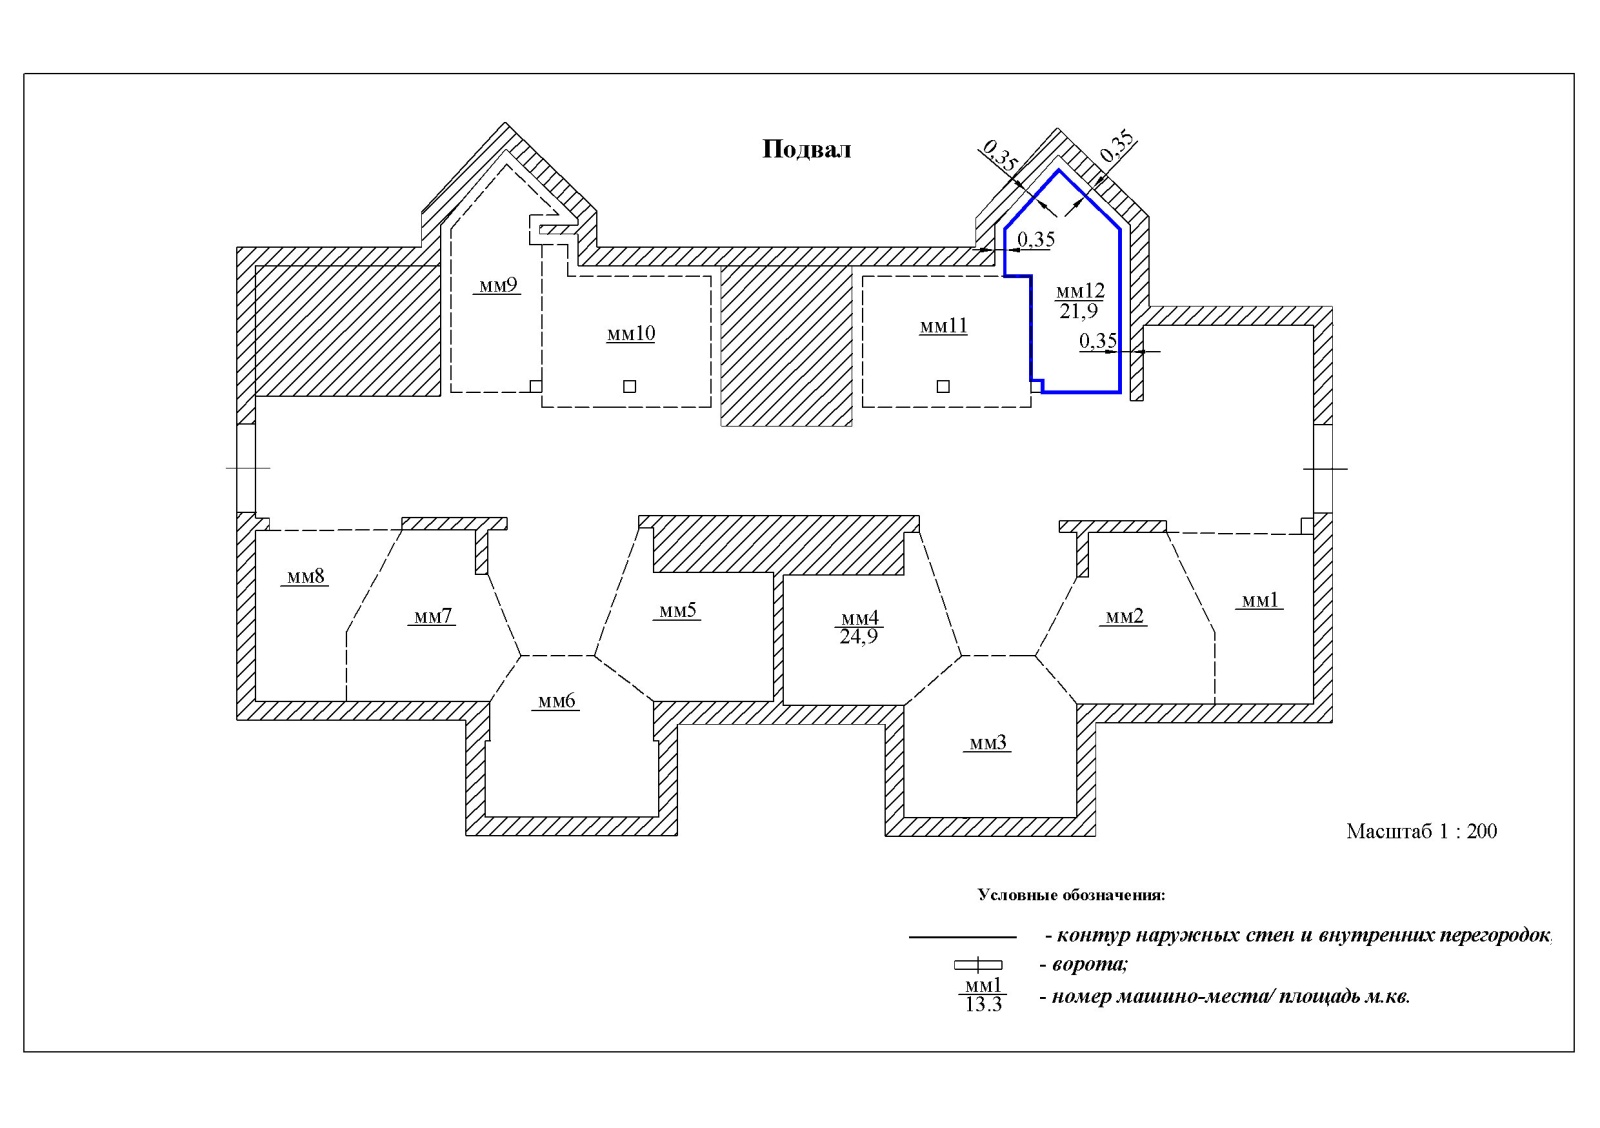 Подвал
0,35
0,35
0,35
мм9
мм12
21,9
мм10
мм11
0,35
мм8
мм7
мм5
мм4
24,9
мм2
мм1
мм6
мм3
Масштаб 1 : 200
Условные обозначения:
- контур наружных стен и внутренних перегородок,
- ворота;
мм1
13.3
- номер машино-места/ площадь м.кв.